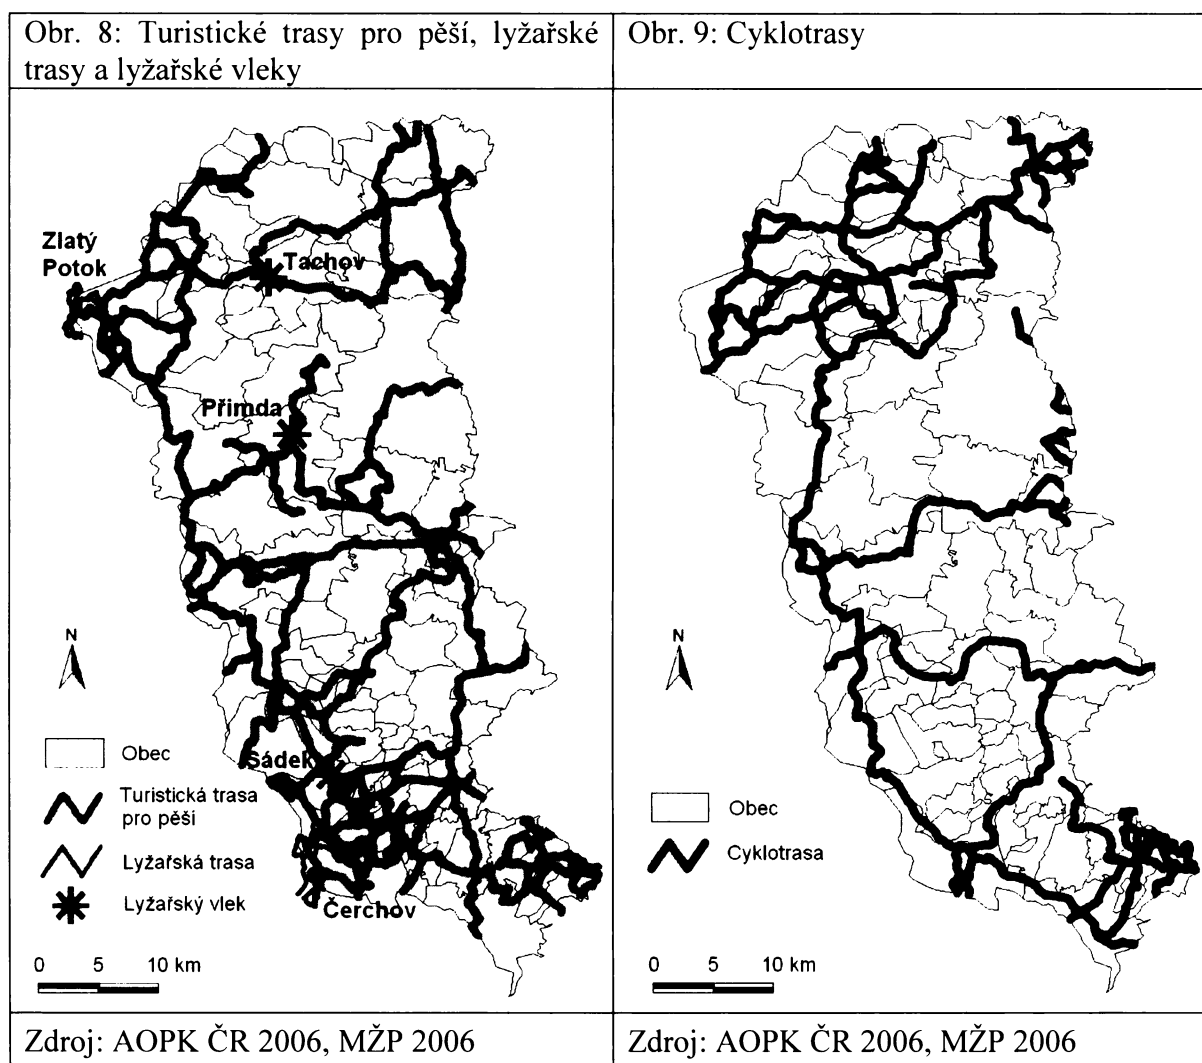 Obr. 8: Turistické trasy pro pěší, lyžařské
trasy a lyžařské vleky
Obr. 9: Cyklotrasy
Zlatý
Potok
Tachov
Přimda
N
Sádek
Obec
Turistická trasa
pro pěší
Lyžařská trasa
Lyžařský vlek
Čerchov
0 5 10 km
N
Obec
Cyklotrasa
0 5 10 km
Zdroj: AOPK ČR 2006, MŽP 2006
Zdroj: AOPK ČR 2006, MŽP 2006